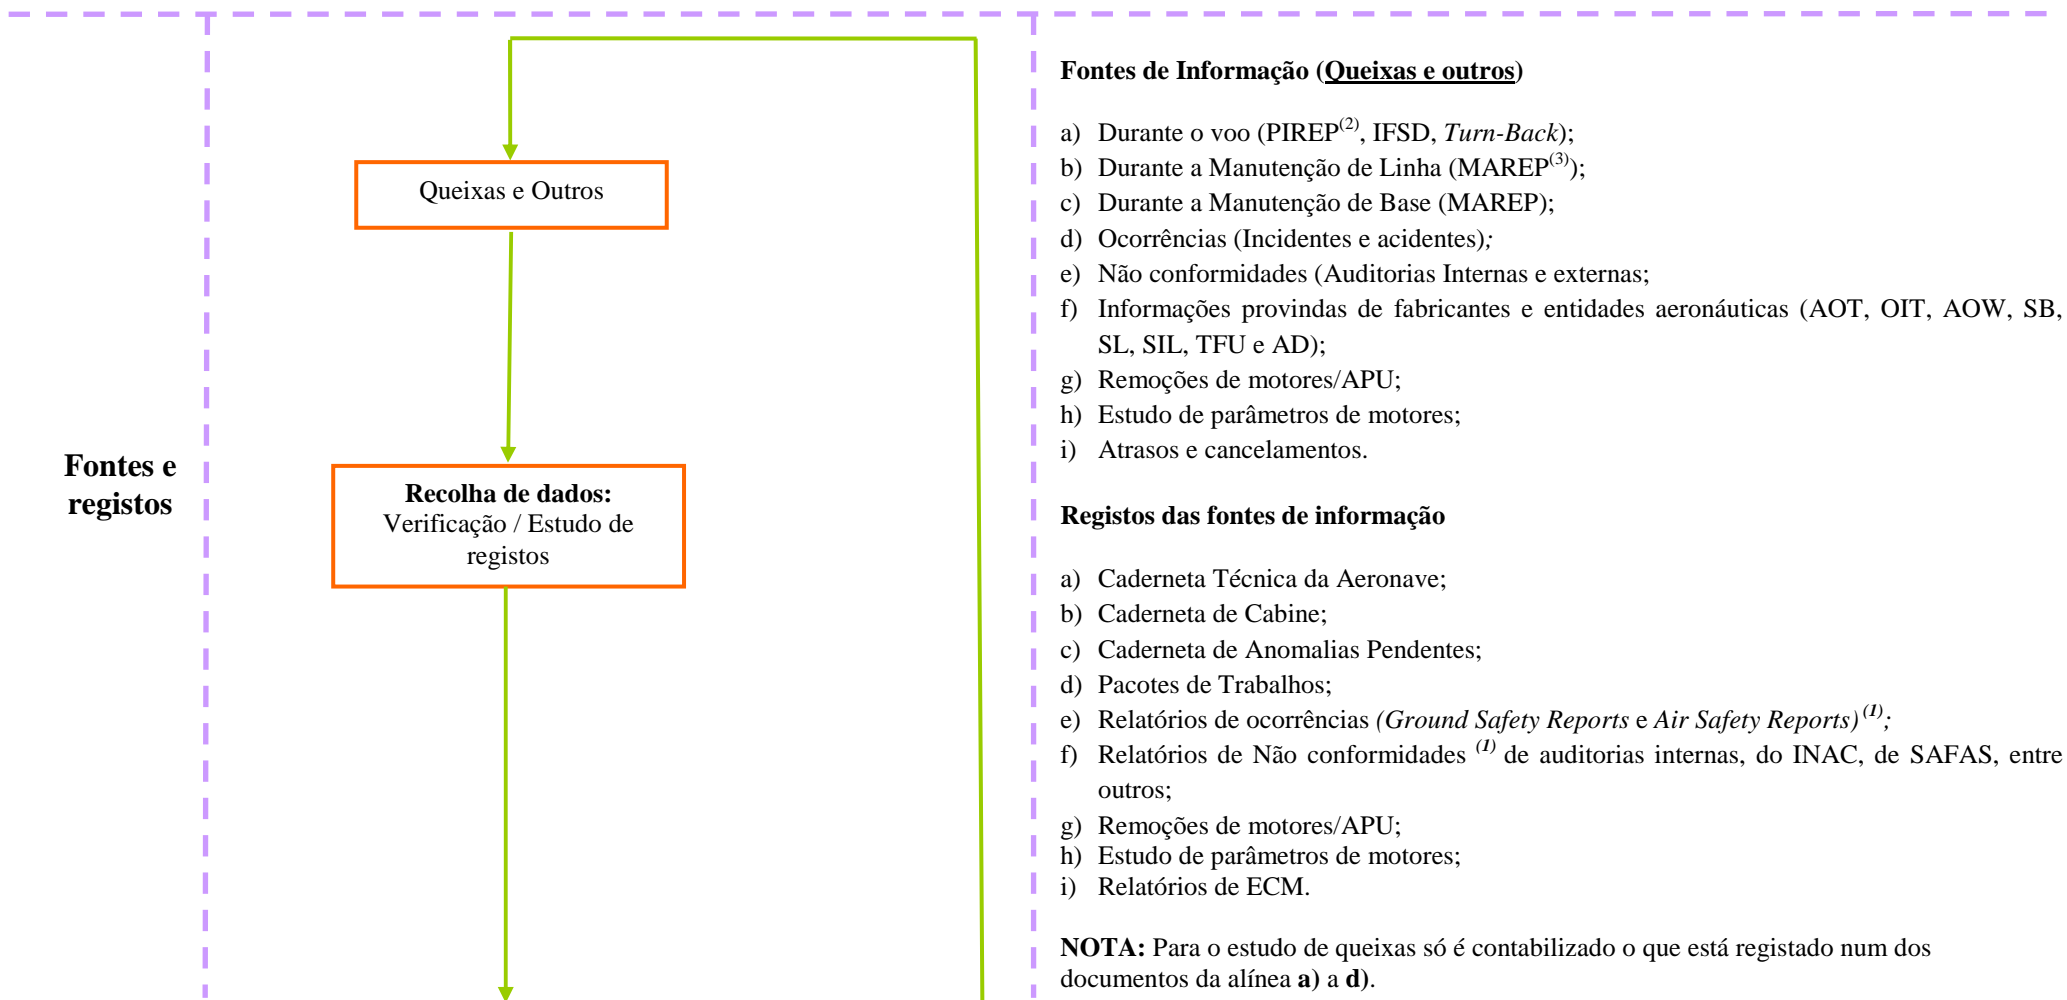 Fontes e
registos
Queixas e Outros
Recolha de dados:
Verificação / Estudo de
registos
Fontes de Informação (Queixas e outros)
a) Durante o voo (PIREP(2), IFSD, Turn-Back);
b) Durante a Manutenção de Linha (MAREP(3));
c) Durante a Manutenção de Base (MAREP);
d) Ocorrências (Incidentes e acidentes);
e) Não conformidades (Auditorias Internas e externas;
f) Informações provindas de fabricantes e entidades aeronáuticas (AOT, OIT, AOW, SB,
SL, SIL, TFU e AD);
g) Remoções de motores/APU;
h) Estudo de parâmetros de motores;
i) Atrasos e cancelamentos.
Registos das fontes de informação
a) Caderneta Técnica da Aeronave;
b) Caderneta de Cabine;
c) Caderneta de Anomalias Pendentes;
d) Pacotes de Trabalhos;
e) Relatórios de ocorrências (Ground Safety Reports e Air Safety Reports) (1);
f) Relatórios de Não conformidades (1) de auditorias internas, do INAC, de SAFAS, entre
outros;
g) Remoções de motores/APU;
h) Estudo de parâmetros de motores;
i) Relatórios de ECM.
NOTA: Para o estudo de queixas só é contabilizado o que está registado num dos
documentos da alínea a) a d).